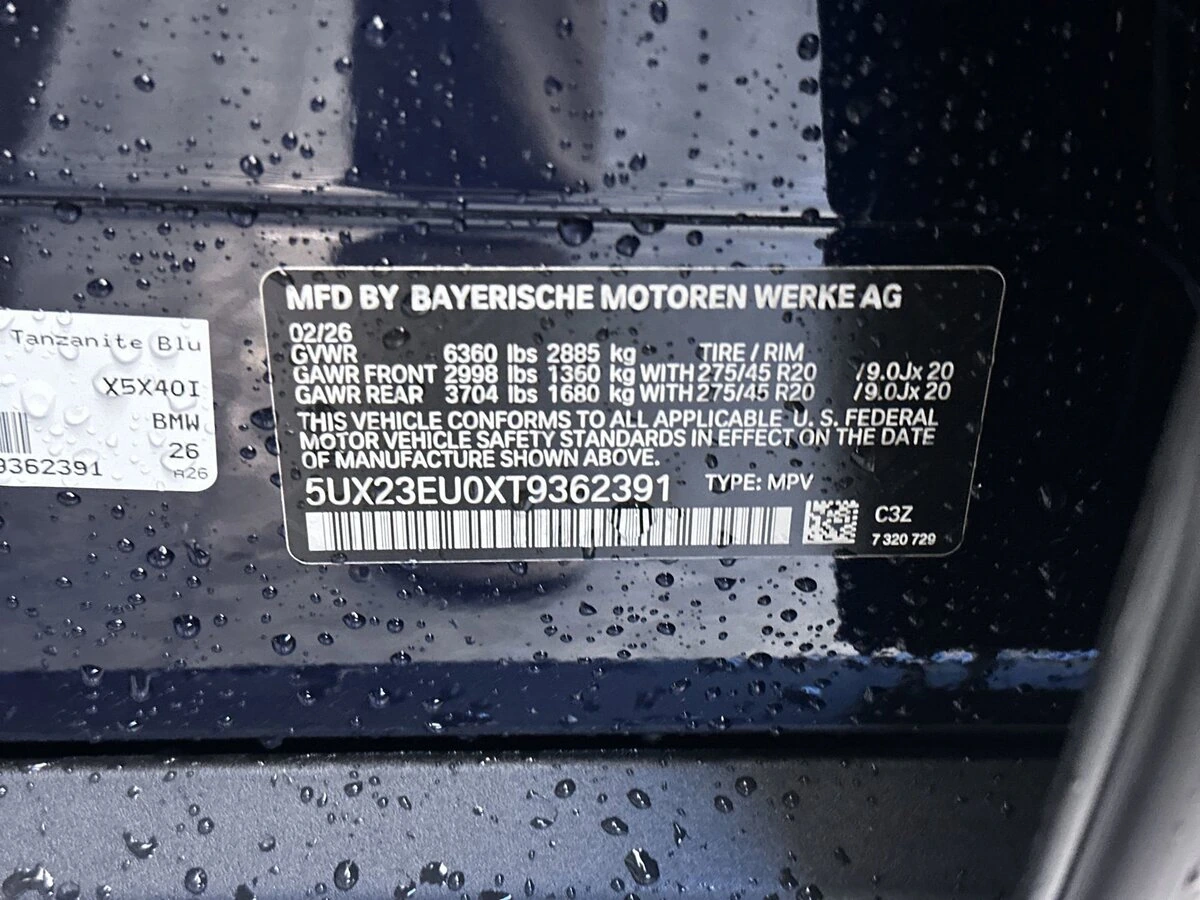 Tanzanite Blu
X5X40I
BMW
26
A26
9362391
MFD BY BAYERISCHE MOTOREN WERKE AG
02/26
GVWR 6360 lbs 2885 kg TIRE / RIM
GAWR FRONT 2998 lbs 1360 kg WITH 275/45 R20 /9.0Jx 20
GAWR REAR 3704 lbs 1680 kg WITH 275/45 R20 /9.0Jx 20
THIS VEHICLE CONFORMS TO ALL APPLICABLE U. S. FEDERAL
MOTOR VEHICLE SAFETY STANDARDS IN EFFECT ON THE DATE
OF MANUFACTURE SHOWN ABOVE.
5UX23EU0XT9362391 TYPE: MPV
C3Z
7 320 729